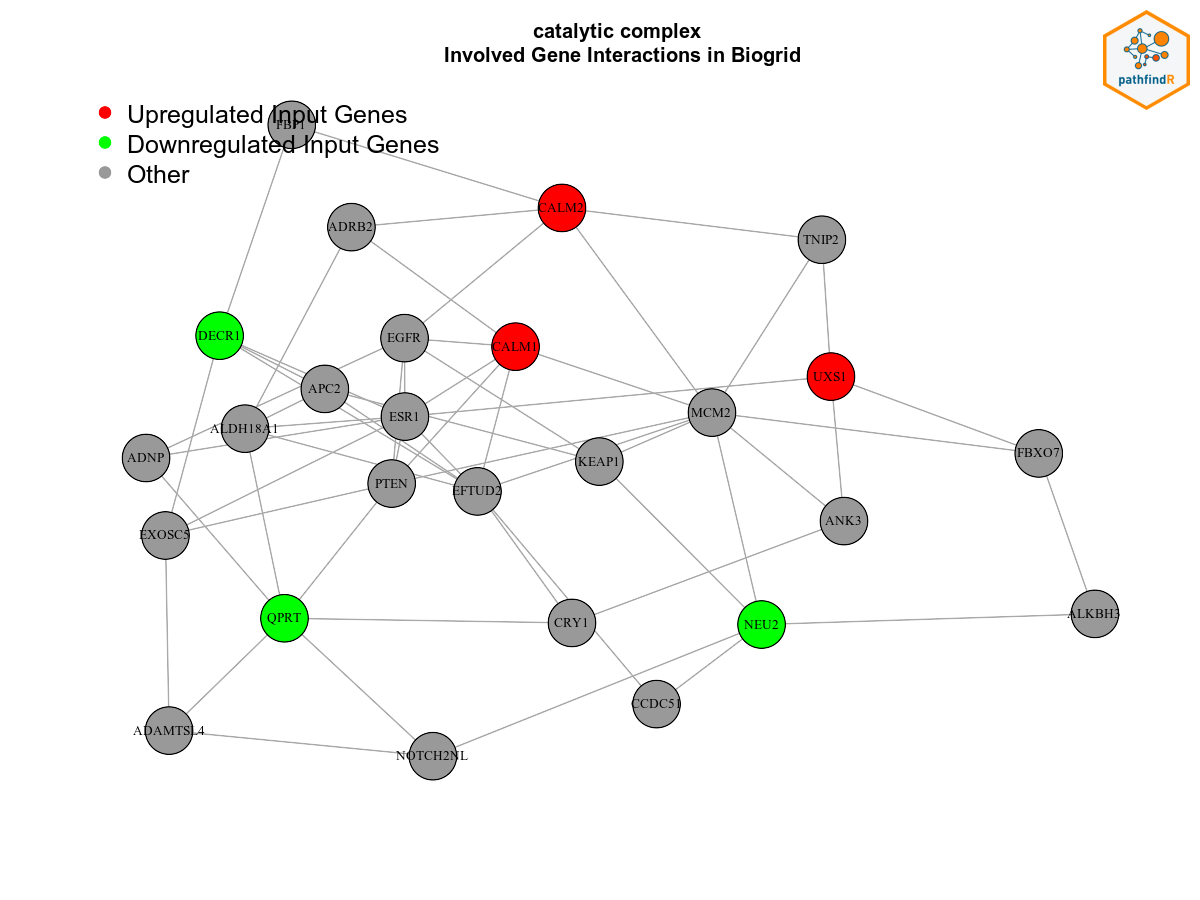 catalytic complex
Involved Gene Interactions in Biogrid
pathfindR
Upregulated Input Genes
FBP1
Downregulated Input Genes
Other
CALM2
ADRB2
TNIP2
DECR1
EGFR
CALM1
UXS1
APC2
MCM2
ESR1
ALDH18A1
FBXO7
ADNP
KEAP1
PTEN
EFTUD2
ANK3
EXOSC5
ALKBH3
QPRT
CRY1
NEU2
CCDC51
ADAMTSL4
NOTCH2NL